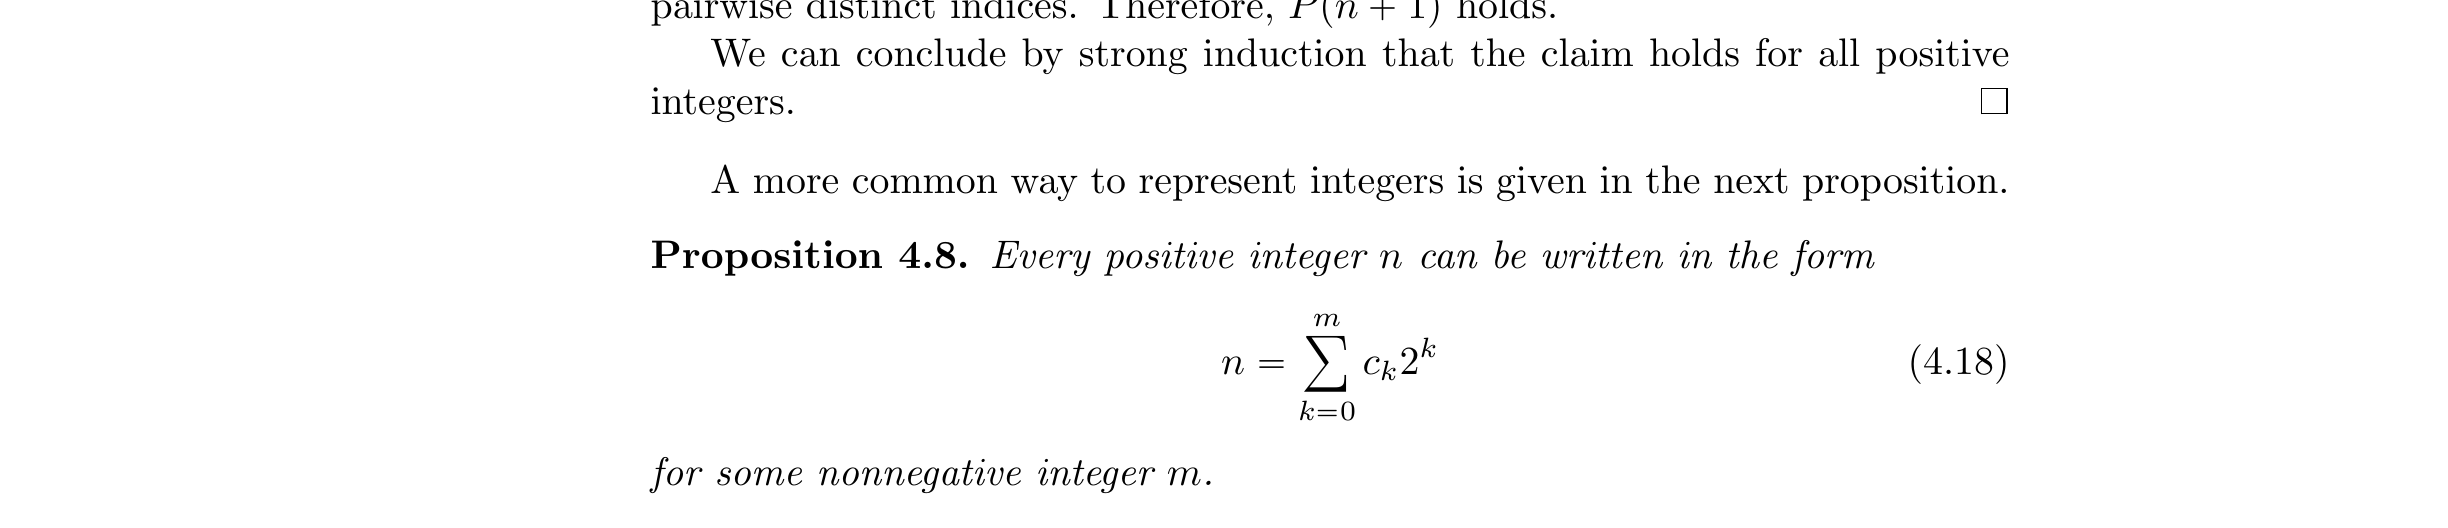 pairwise distinct indices. Therefore, P(n + 1) holds.
We can conclude by strong induction that the claim holds for all positive
integers. □
A more common way to represent integers is given in the next proposition.
Proposition 4.8. Every positive integer n can be written in the form
n = \sum_{k=0}^{m} c_k 2^k (4.18)
for some nonnegative integer m.